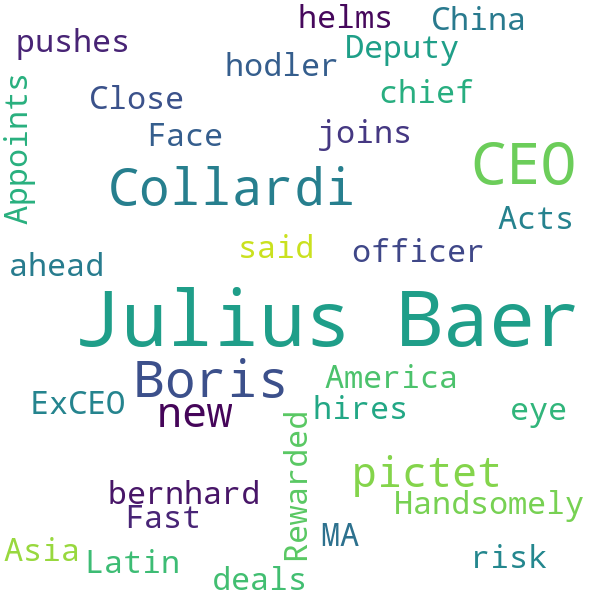 helms
China
pushes
Deputy
hodler
chief
Close
Appoints
Face
joins
CEO
Collardi
Acts
said
officer
ahead
Julius Baer
Boris
America
ExCEO
new
hires
eye
Rewarded
pictet
bernhard
Handsomely
Fast
MA
Asia
Latin
risk
deals